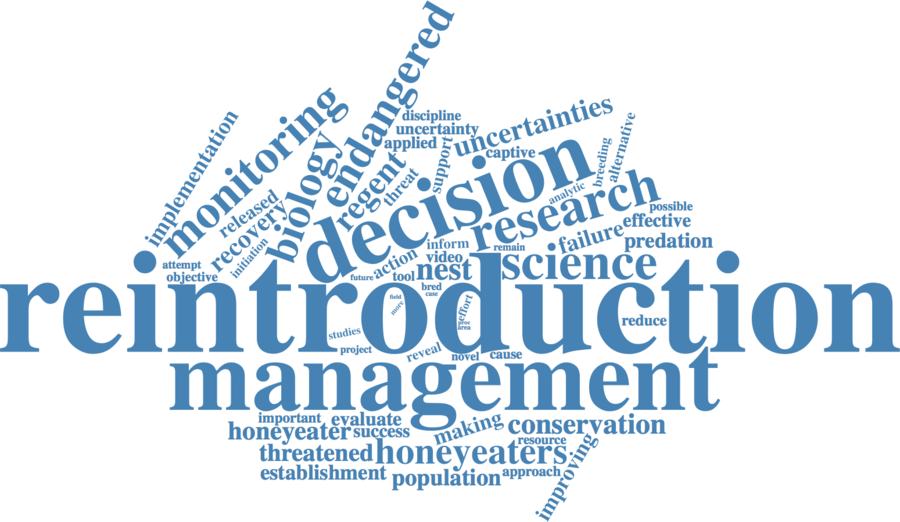 endangered
discipline
uncertainty
applied
uncertainties
implementation
monitoring
biology
regent
threat
support
captive
decision
breeding
alternative
analytic
research
possible
released
recovery
initiation
effective
failure
predation
attempt
objective
inform
remain
video
action
future
tool
nest
science
bred
case
reintroduction
field
more
effort
proc
area
reduce
studies
project
reveal
novel
cause
management
important
evaluate
honeyeater
success
making
conservation
resource
threatened
honeyeaters
improving
establishment
population
approach